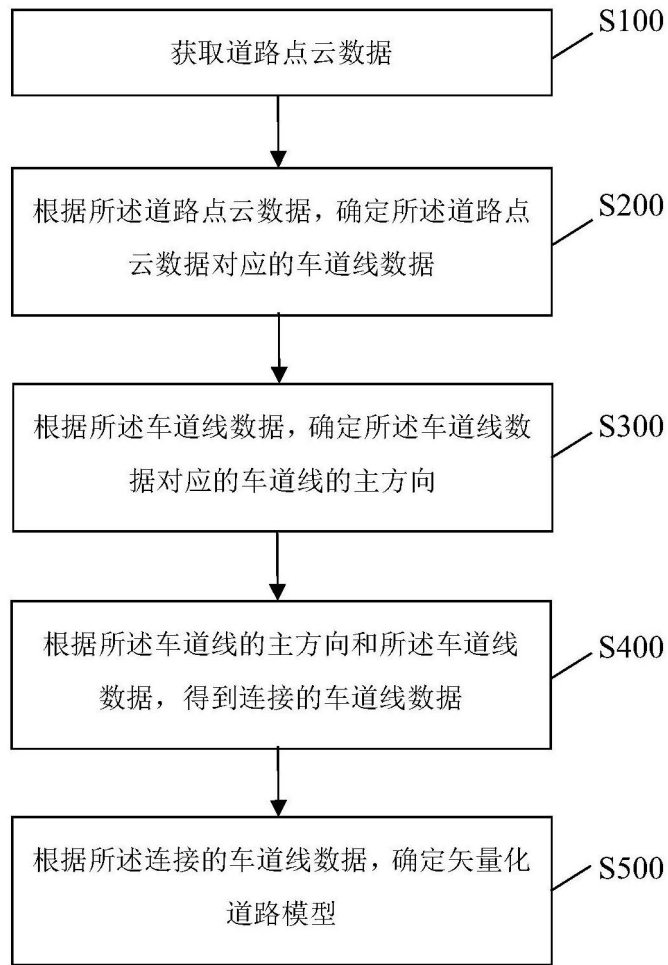 获取道路点云数据
S100
根据所述道路点云数据，确定所述道路点
云数据对应的车道线数据
S200
根据所述车道线数据，确定所述车道线数
据对应的车道线的主方向
S300
根据所述车道线的主方向和所述车道线
数据，得到连接的车道线数据
S400
根据所述连接的车道线数据，确定矢量化
道路模型
S500